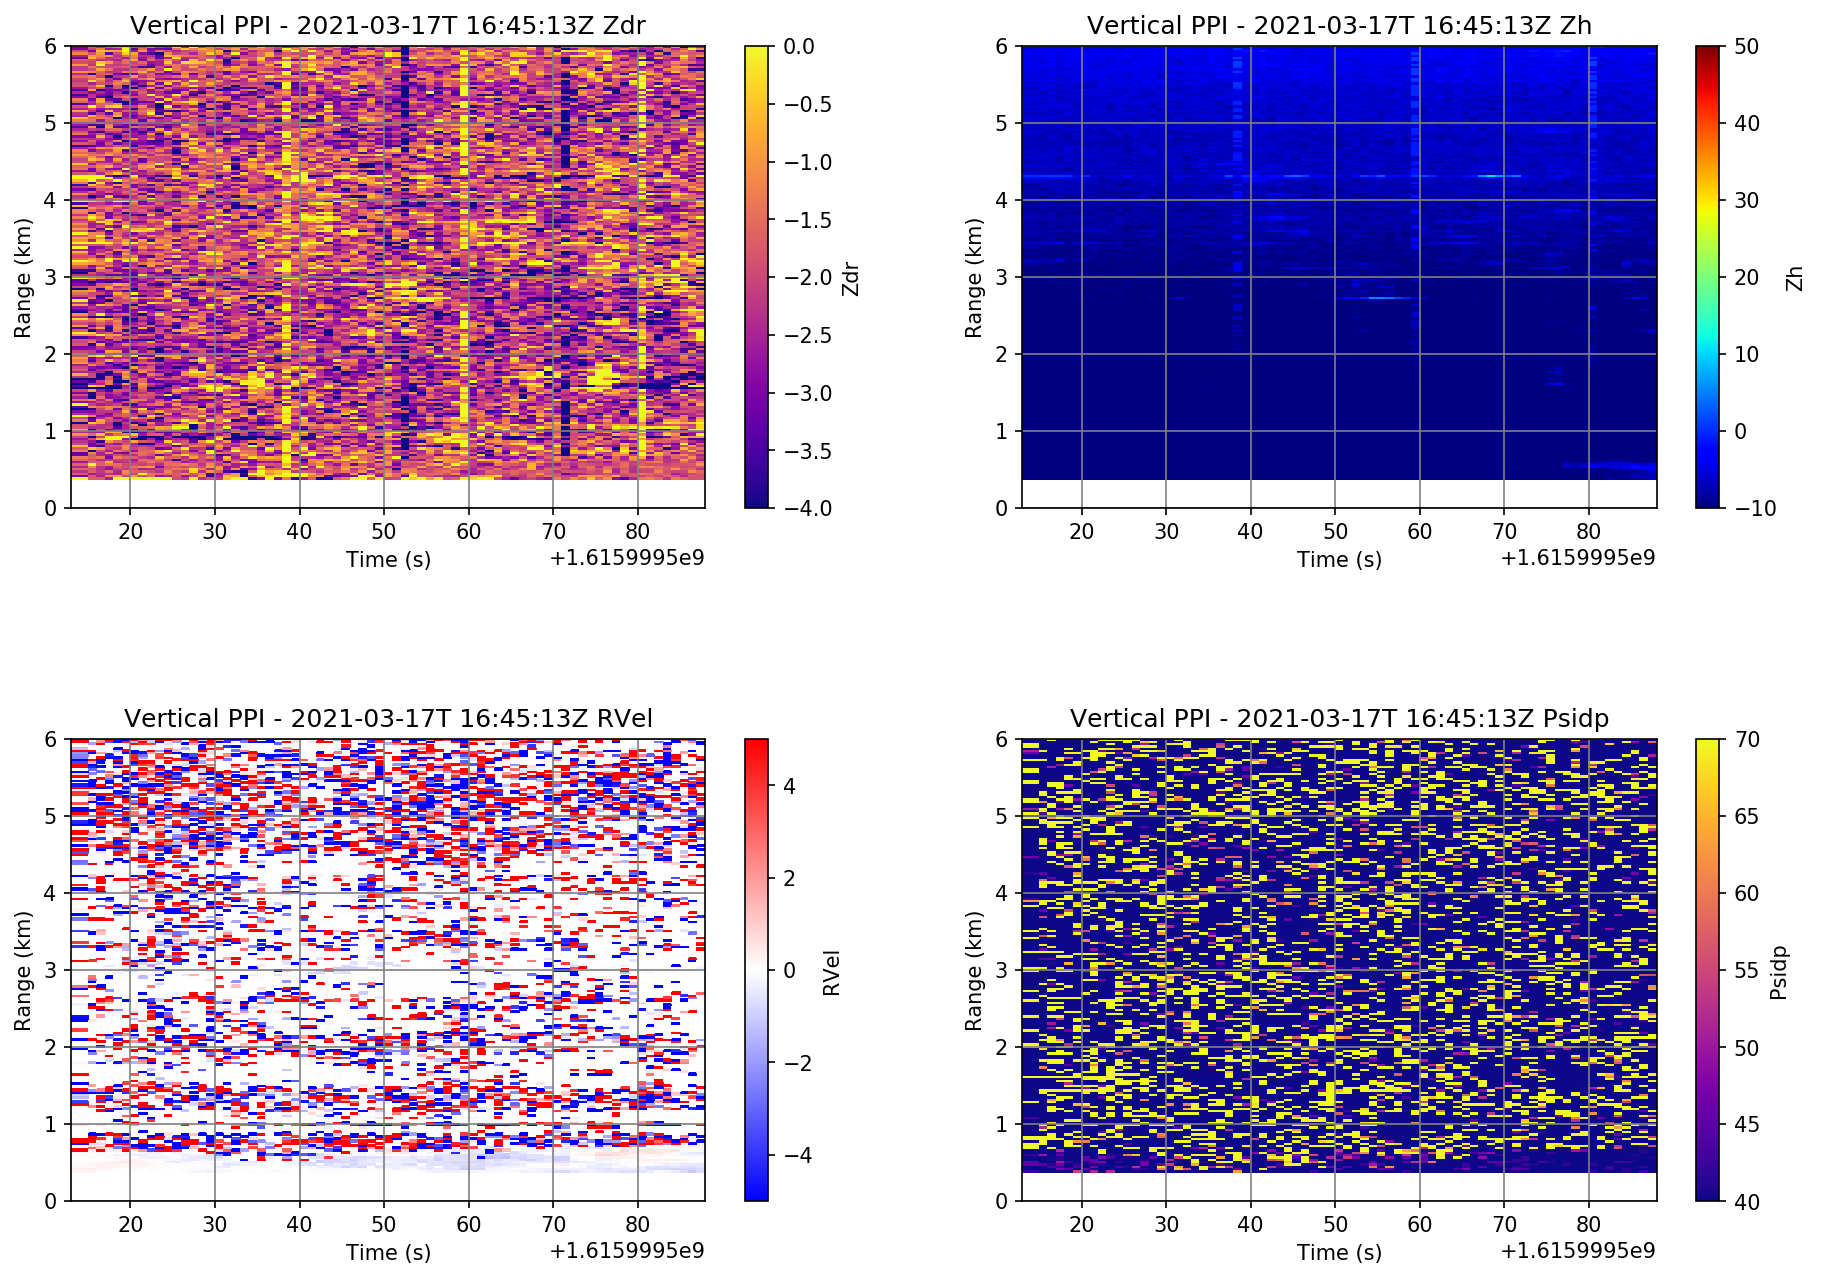 Vertical PPI - 2021-03-17T 16:45:13Z Zdr
6
5
4
3
2
1
0
Range (km)
20 30 40 50 60 70 80
Time (s)
+1.6159995e9
0.0
−0.5
−1.0
−1.5
−2.0
−2.5
−3.0
−3.5
−4.0
Zdr
Vertical PPI - 2021-03-17T 16:45:13Z Zh
6
5
4
3
2
1
0
Range (km)
20 30 40 50 60 70 80
Time (s)
+1.6159995e9
50
40
30
20
10
0
−10
Zh
Vertical PPI - 2021-03-17T 16:45:13Z RVel
6
5
4
3
2
1
0
Range (km)
20 30 40 50 60 70 80
Time (s)
+1.6159995e9
4
2
0
−2
−4
RVel
Vertical PPI - 2021-03-17T 16:45:13Z Psidp
6
5
4
3
2
1
0
Range (km)
20 30 40 50 60 70 80
Time (s)
+1.6159995e9
70
65
60
55
50
45
40
Psidp